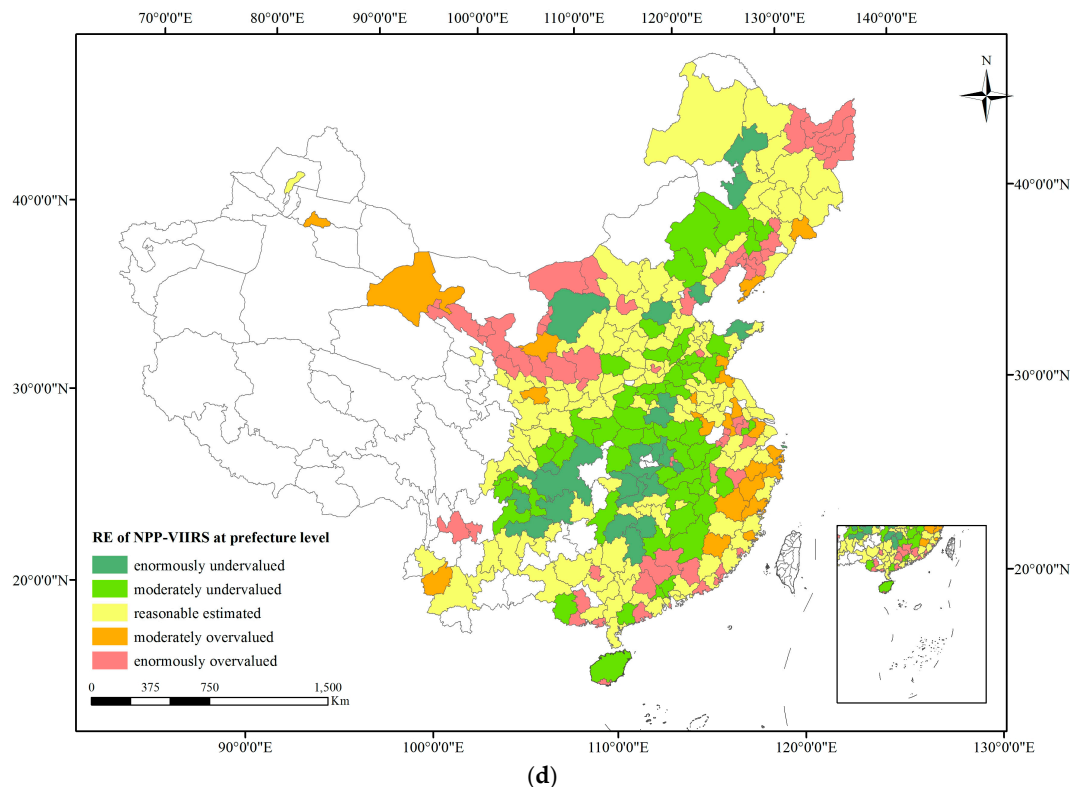 70°0'0"E 80°0'0"E 90°0'0"E 100°0'0"E 110°0'0"E 120°0'0"E 130°0'0"E 140°0'0"E
N
40°0'0"N 40°0'0"N
30°0'0"N 30°0'0"N
20°0'0"N 20°0'0"N
RE of NPP-VIIRS at prefecture level
enormously undervalued
moderately undervalued
reasonable estimated
moderately overvalued
enormously overvalued
0 375 750 1,500
Km
90°0'0"E 100°0'0"E 110°0'0"E 120°0'0"E 130°0'0"E
(d)